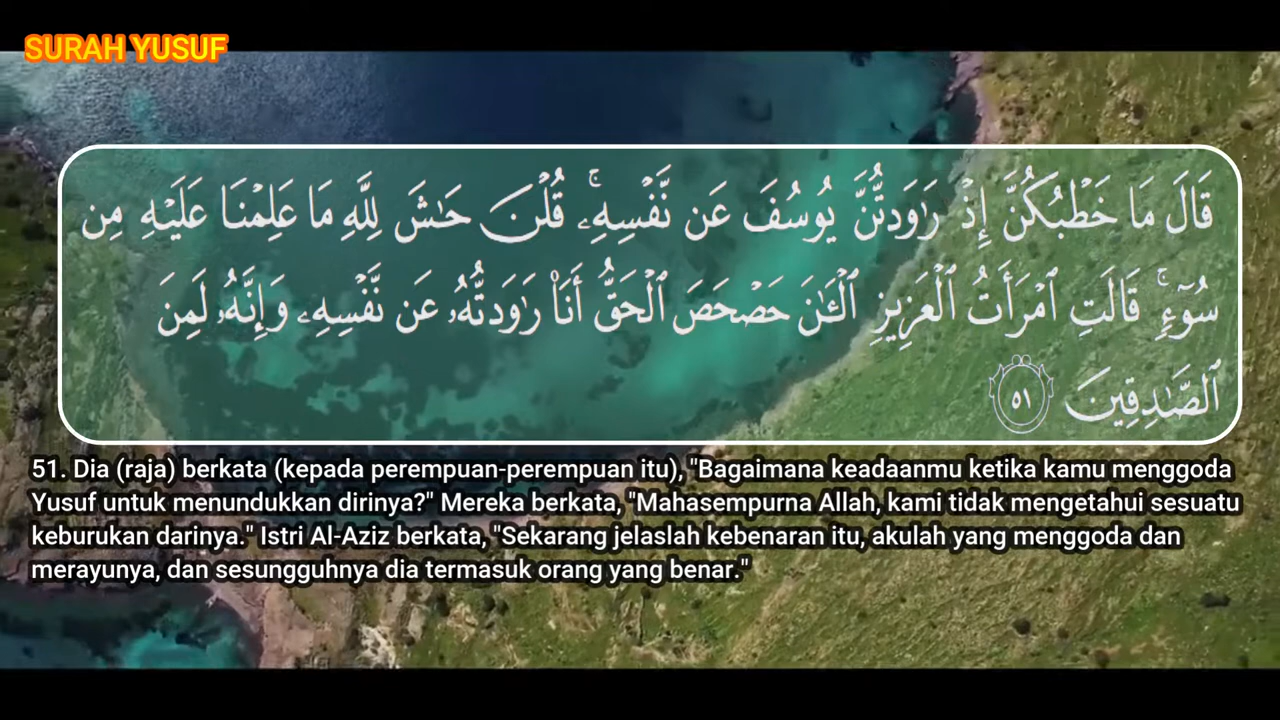 SURAH YUSUF
قَالَ مَا خَطْبُكُنَّ إِذْ رَٰوَدتُّنَّ يُوسُفَ عَن نَّفْسِهِۦ ۚ قُلْنَ حَـٰشَ لِلَّهِ مَا عَلِمْنَا عَلَيْهِ مِن
سُوٓءٍ ۚ قَالَتِ ٱمْرَأَتُ ٱلْعَزِيزِ ٱلْـَٔـٰنَ حَصْحَصَ ٱلْحَقُّ أَنَا۠ رَٰوَدتُّهُۥ عَن نَّفْسِهِۦ وَإِنَّهُۥ لَمِنَ
ٱلصَّـٰدِقِينَ ٥١
51. Dia (raja) berkata (kepada perempuan-perempuan itu), "Bagaimana keadaanmu ketika kamu menggoda
Yusuf untuk menundukkan dirinya?" Mereka berkata, "Mahasempurna Allah, kami tidak mengetahui sesuatu
keburukan darinya." Istri Al-Aziz berkata, "Sekarang jelaslah kebenaran itu, akulah yang menggoda dan
merayunya, dan sesungguhnya dia termasuk orang yang benar."